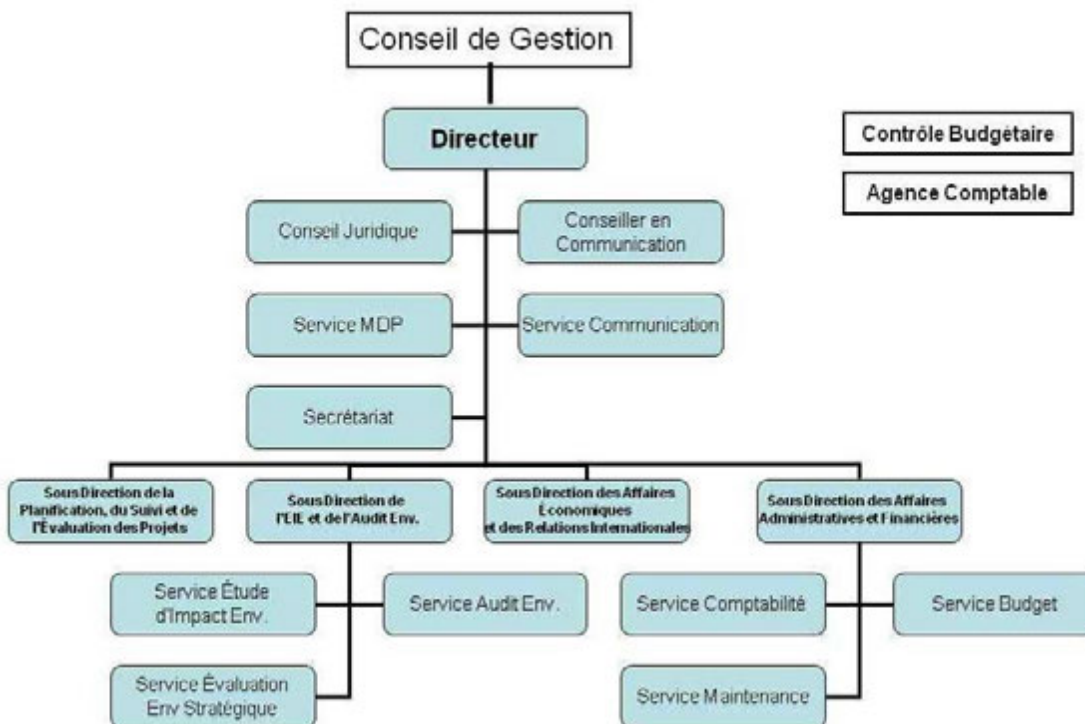 Conseil de Gestion
Directeur
Contrôle Budgétaire
Agence Comptable
Conseil Juridique
Conseiller en
Communication
Service MDP
Service Communication
Secrétariat
Sous Direction de la
Planification, du Suivi et de
l'Évaluation des Projets
Sous Direction de
l'EIE et de l'Audit Env.
Sous Direction des Affaires
Économiques
et des Relations Internationales
Sous Direction des Affaires
Administratives et Financières
Service Étude
d'Impact Env.
Service Audit Env.
Service Comptabilité
Service Budget
Service Évaluation
Env Stratégique
Service Maintenance